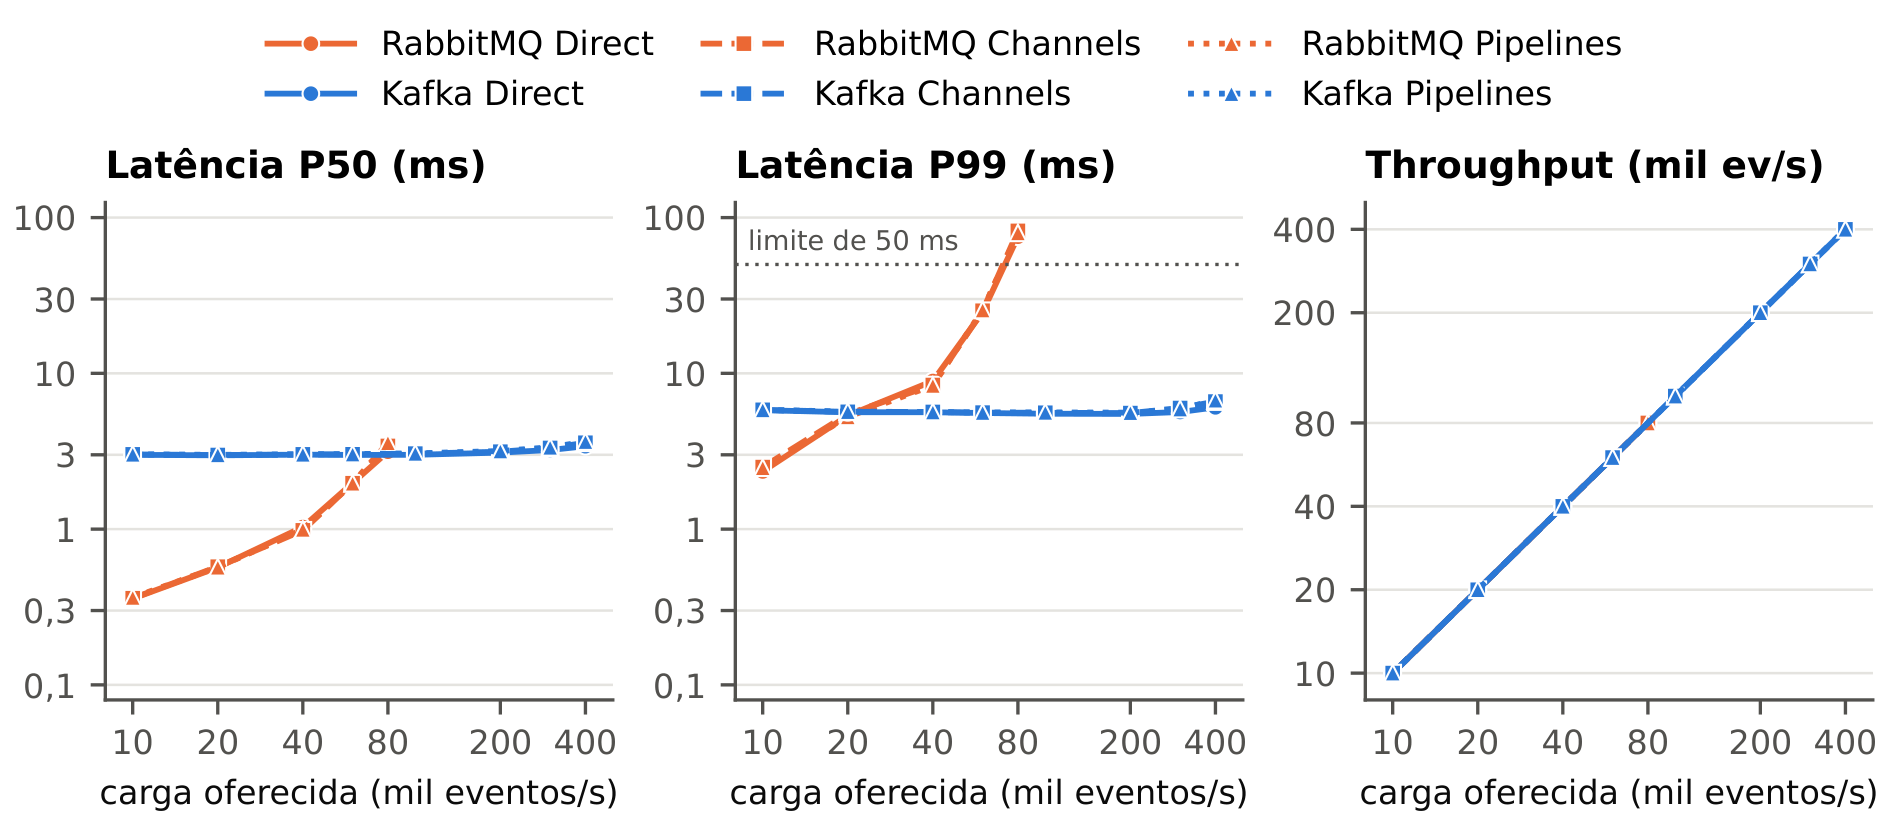 RabbitMQ Direct
RabbitMQ Channels
RabbitMQ Pipelines
Kafka Direct
Kafka Channels
Kafka Pipelines
Latência P50 (ms)
100
30
10
3
1
0,3
0,1
10 20 40 80 200 400
carga oferecida (mil eventos/s)
Latência P99 (ms)
limite de 50 ms
100
30
10
3
1
0,3
0,1
10 20 40 80 200 400
carga oferecida (mil eventos/s)
Throughput (mil ev/s)
400
200
80
40
20
10
10 20 40 80 200 400
carga oferecida (mil eventos/s)